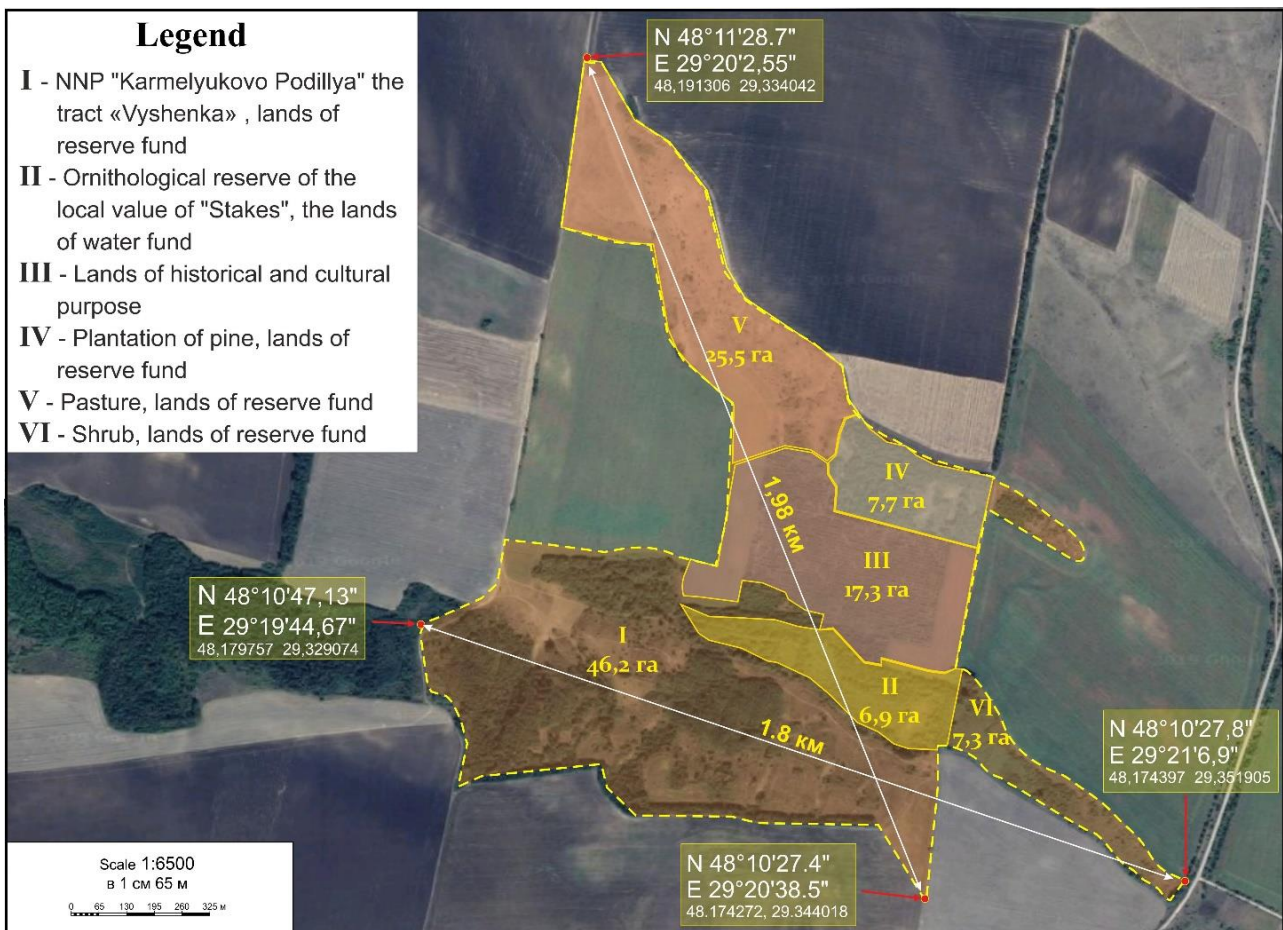 Legend
I - NNP "Karmelyukovo Podillya" the
tract «Vyshenka» , lands of
reserve fund
II - Ornithological reserve of the
local value of "Stakes", the lands
of water fund
III - Lands of historical and cultural
purpose
IV - Plantation of pine, lands of
reserve fund
V - Pasture, lands of reserve fund
VI - Shrub, lands of reserve fund
N 48°11'28.7"
E 29°20'2,55"
48,191306 29,334042
V
25,5 га
IV
7,7 га
1,98 км
III
17,3 га
N 48°10'47,13"
E 29°19'44,67"
48,179757 29,329074
I
46,2 га
II
6,9 га
VI
7,3 га
1.8 км
N 48°10'27,8"
E 29°21'6,9"
48,174397 29,351905
N 48°10'27.4"
E 29°20'38.5"
48.174272, 29.344018
Scale 1:6500
в 1 см 65 м
0 65 130 195 260 325 м